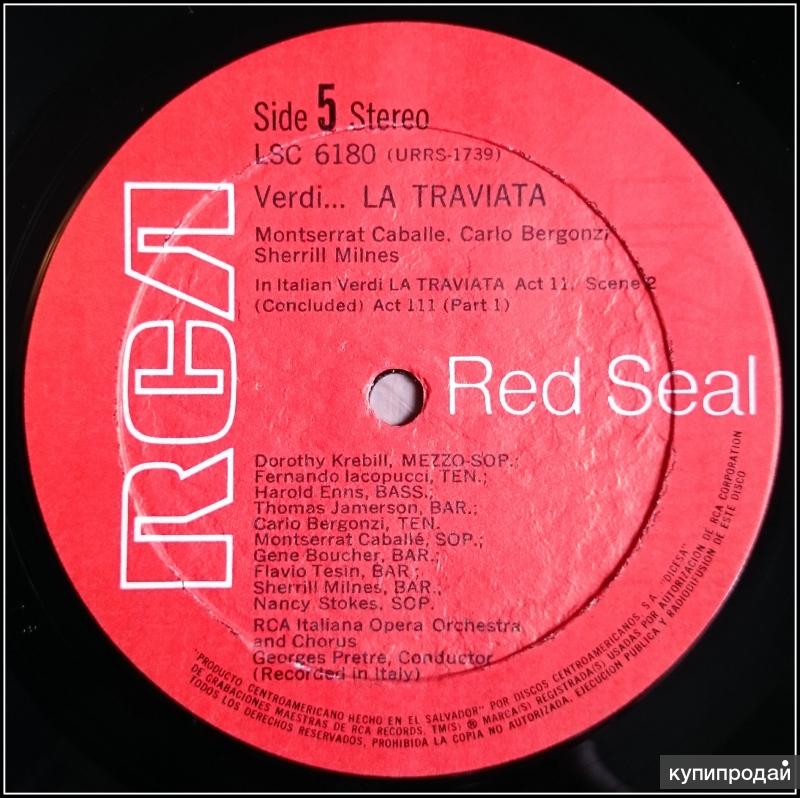 Side 5 Stereo
LSC 6180 (URRS-1739)
Verdi... LA TRAVIATA
Montserrat Caballe, Carlo Bergonzi
Sherrill Milnes
In Italian Verdi LA TRAVIATA Act 11, Scene 2
(Concluded) Act 111 (Part 1)
RCA
Red Seal
Dorothy Krebill, MEZZO-SOP.;
Fernando Iacopucci, TEN.;
Harold Enns, BASS.;
Thomas Jamerson, BAR.;
Carlo Bergonzi, TEN.
Montserrat Caballé, SOP.;
Gene Boucher, BAR.;
Flavio Tesin, BAR.;
Sherrill Milnes, BAR.,
Nancy Stokes, SOP.
RCA Italiana Opera Orchestra
and Chorus
Georges Pretre, Conductor
(Recorded in Italy)
"PRODUCTO CENTROAMERICANO HECHO EN EL SALVADOR" POR DISCOS CENTROAMERICANOS, S.A. "DICESA"
DE GRABACIONES MAESTRAS DE RCA RECORDS, TM(S) ® MARCA(S) REGISTRADA(S) USADAS POR AUTORIZACION DE RCA CORPORATION
TODOS LOS DERECHOS RESERVADOS, PROHIBIDA LA COPIA NO AUTORIZADA, EJECUCION PUBLICA Y RADIODIFUSION DE ESTE DISCO
купипродай